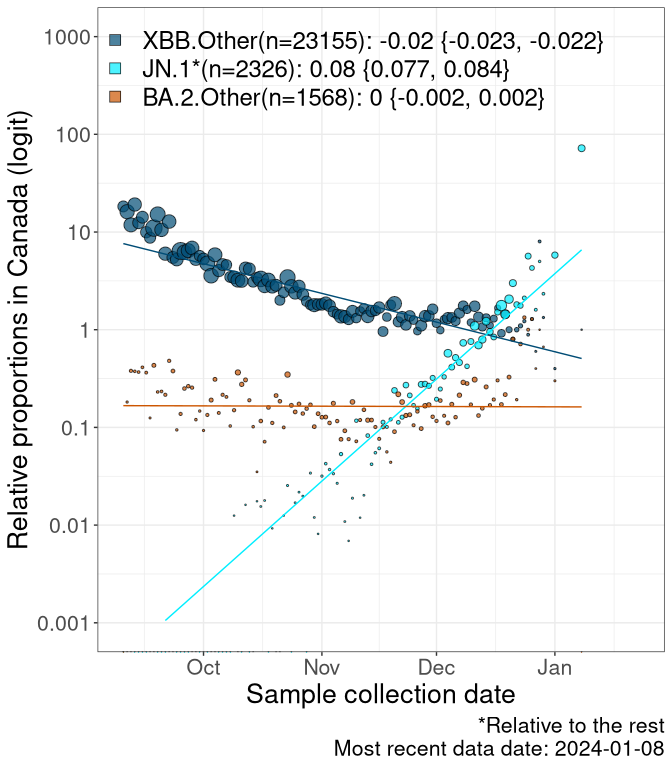 Relative proportions in Canada (logit)
1000
100
10
1
0.1
0.01
0.001
XBB.Other(n=23155): -0.02 {-0.023, -0.022}
JN.1*(n=2326): 0.08 {0.077, 0.084}
BA.2.Other(n=1568): 0 {-0.002, 0.002}
Oct Nov Dec Jan
Sample collection date
*Relative to the rest
Most recent data date: 2024-01-08